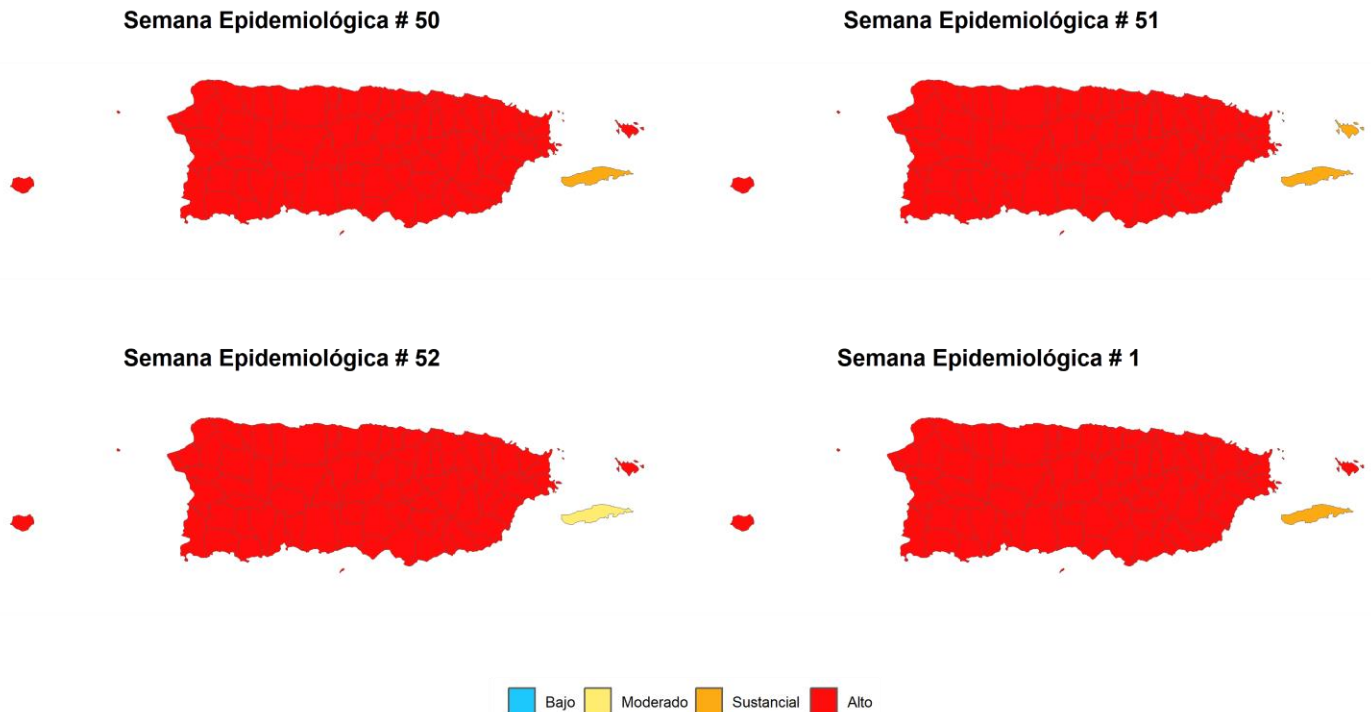 Semana Epidemiológica # 50
Semana Epidemiológica # 51
Semana Epidemiológica # 52
Semana Epidemiológica # 1
Bajo Moderado Sustancial Alto